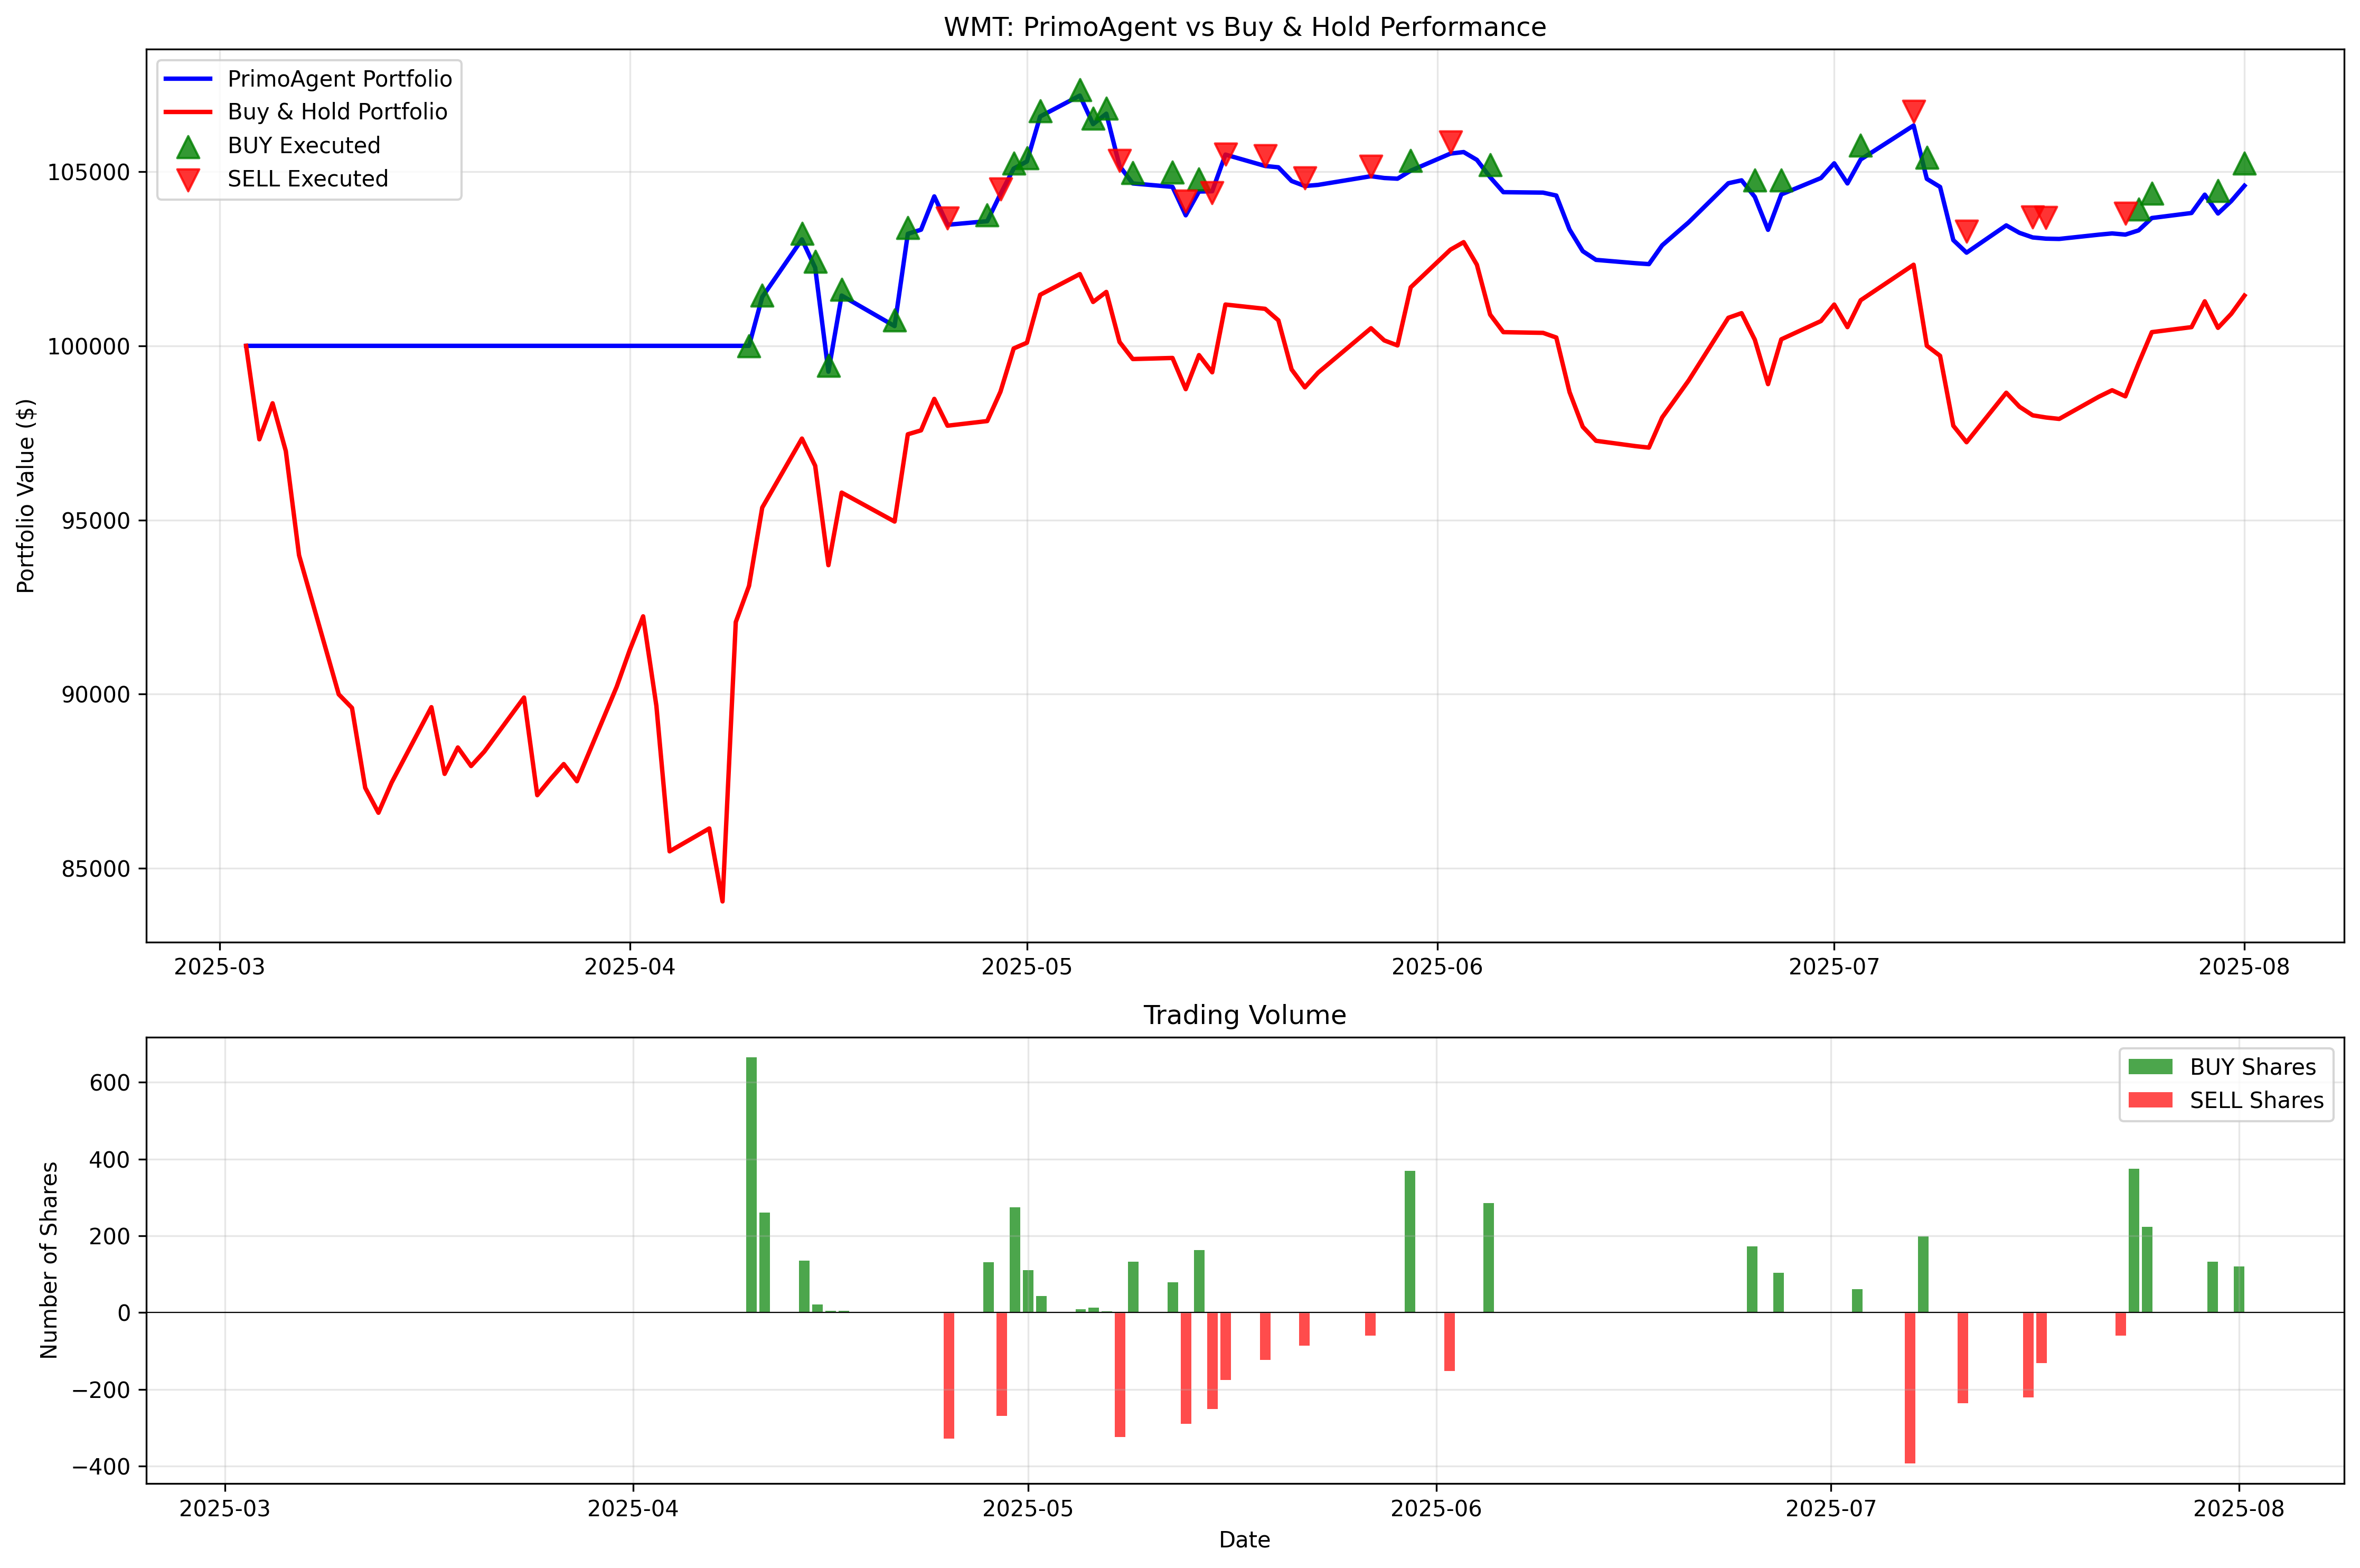 WMT: PrimoAgent vs Buy & Hold Performance
PrimoAgent Portfolio
Buy & Hold Portfolio
BUY Executed
SELL Executed
Portfolio Value ($)
105000
100000
95000
90000
85000
2025-03 2025-04 2025-05 2025-06 2025-07 2025-08
Trading Volume
BUY Shares
SELL Shares
Number of Shares
600
400
200
0
−200
−400
2025-03 2025-04 2025-05 2025-06 2025-07 2025-08
Date